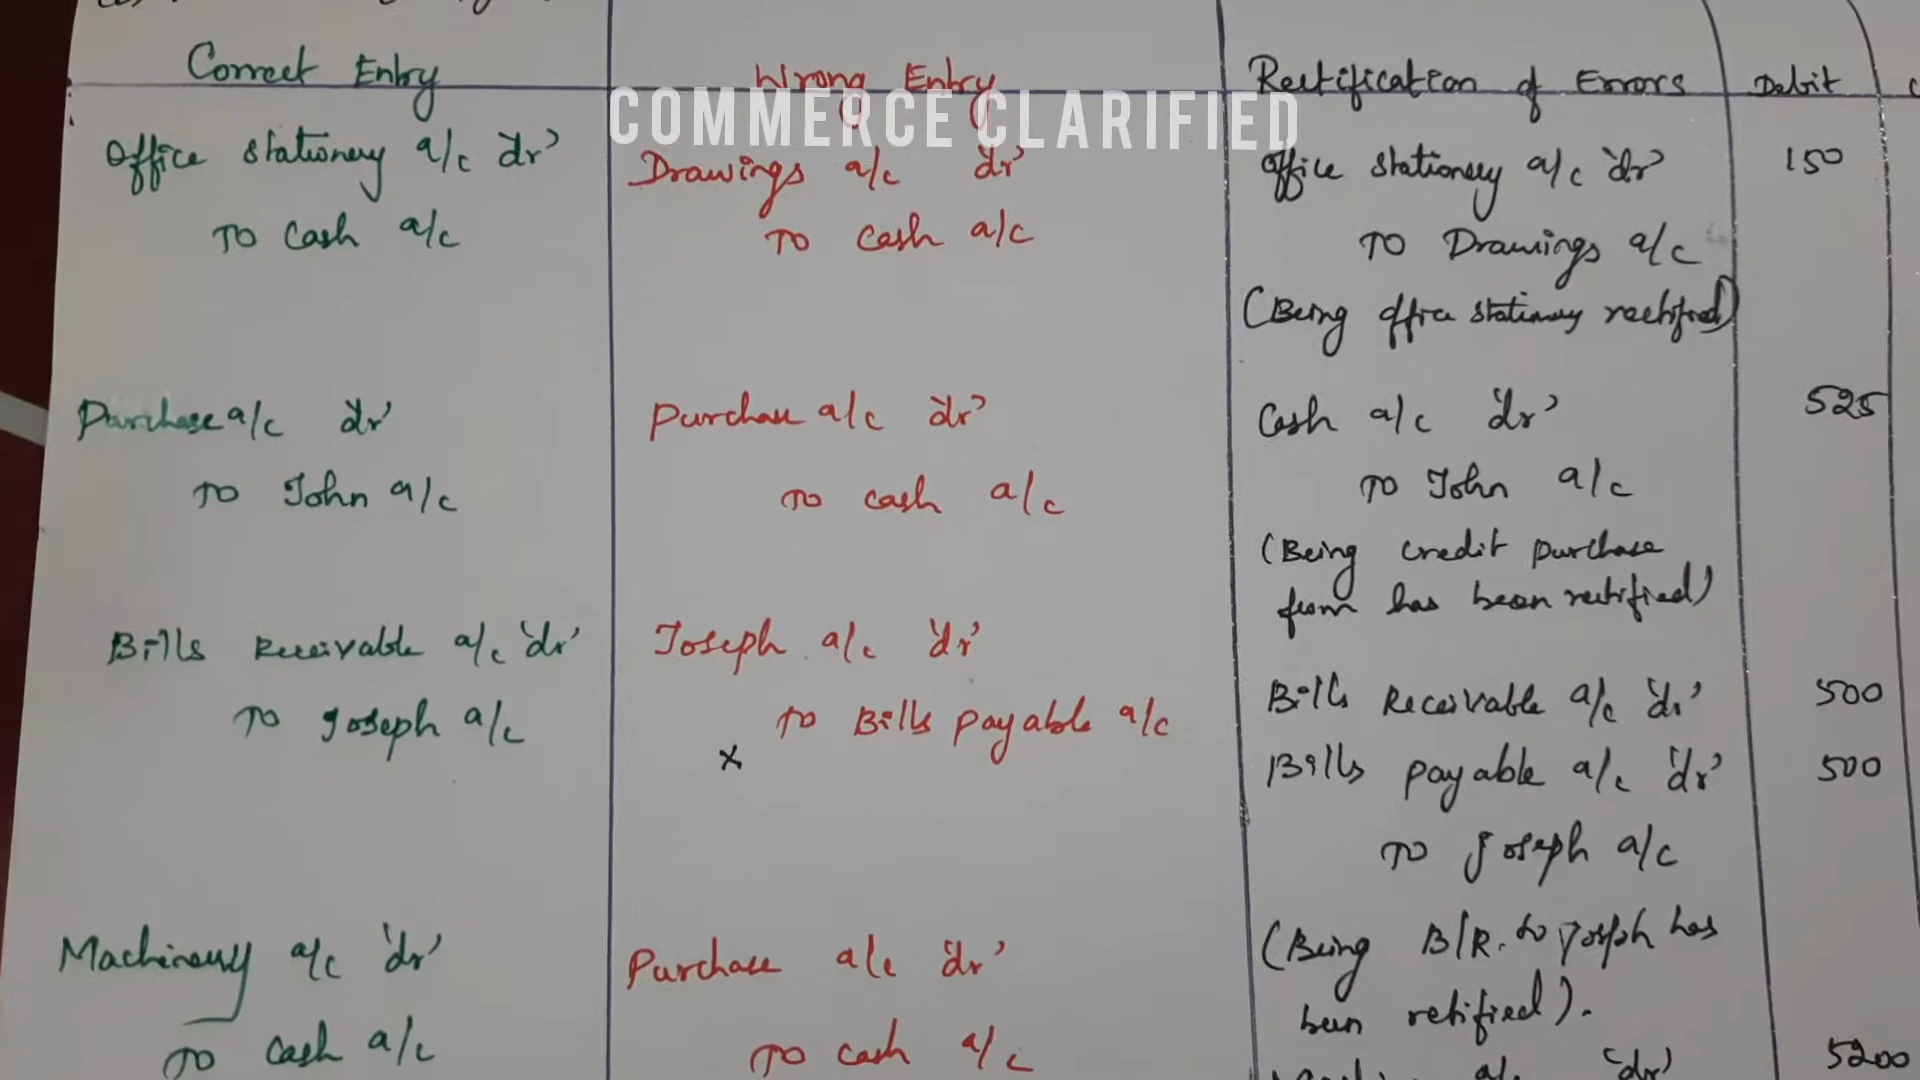 Correct Entry
Wrong Entry
Rectification of Errors
Debit
COMMERCE CLARIFIED
Office stationery a/c 'dr'
To Cash a/c
Drawings a/c 'dr'
To Cash a/c
Office stationery a/c 'dr'
150
To Drawings a/c
(Being office stationary rectified)
Purchase a/c 'dr'
To John a/c
Purchase a/c 'dr'
To cash a/c
Cash a/c 'dr'
525
To John a/c
(Being credit purchase
from has been rectified)
Bills Receivable a/c 'dr'
To Joseph a/c
Joseph a/c 'dr'
To Bills payable a/c
x
Bills Receivable a/c 'dr'
500
Bills payable a/c 'dr'
500
To Joseph a/c
(Being B/R. to Joseph has
been retified).
Machinery a/c 'dr'
To cash a/c
Purchase a/c 'dr'
To cash a/c
a/c 'dr'
5200